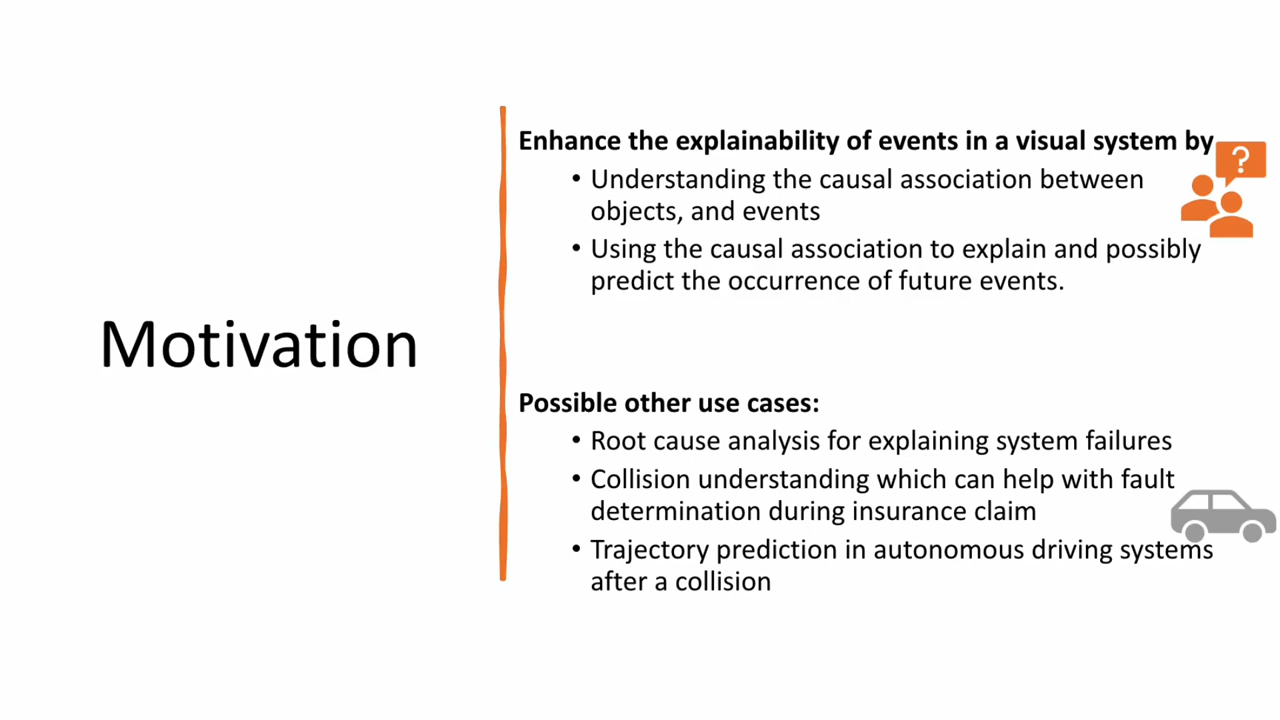 Motivation
Enhance the explainability of events in a visual system by
• Understanding the causal association between
objects, and events
• Using the causal association to explain and possibly
predict the occurrence of future events.
?
Possible other use cases:
• Root cause analysis for explaining system failures
• Collision understanding which can help with fault
determination during insurance claim
• Trajectory prediction in autonomous driving systems
after a collision